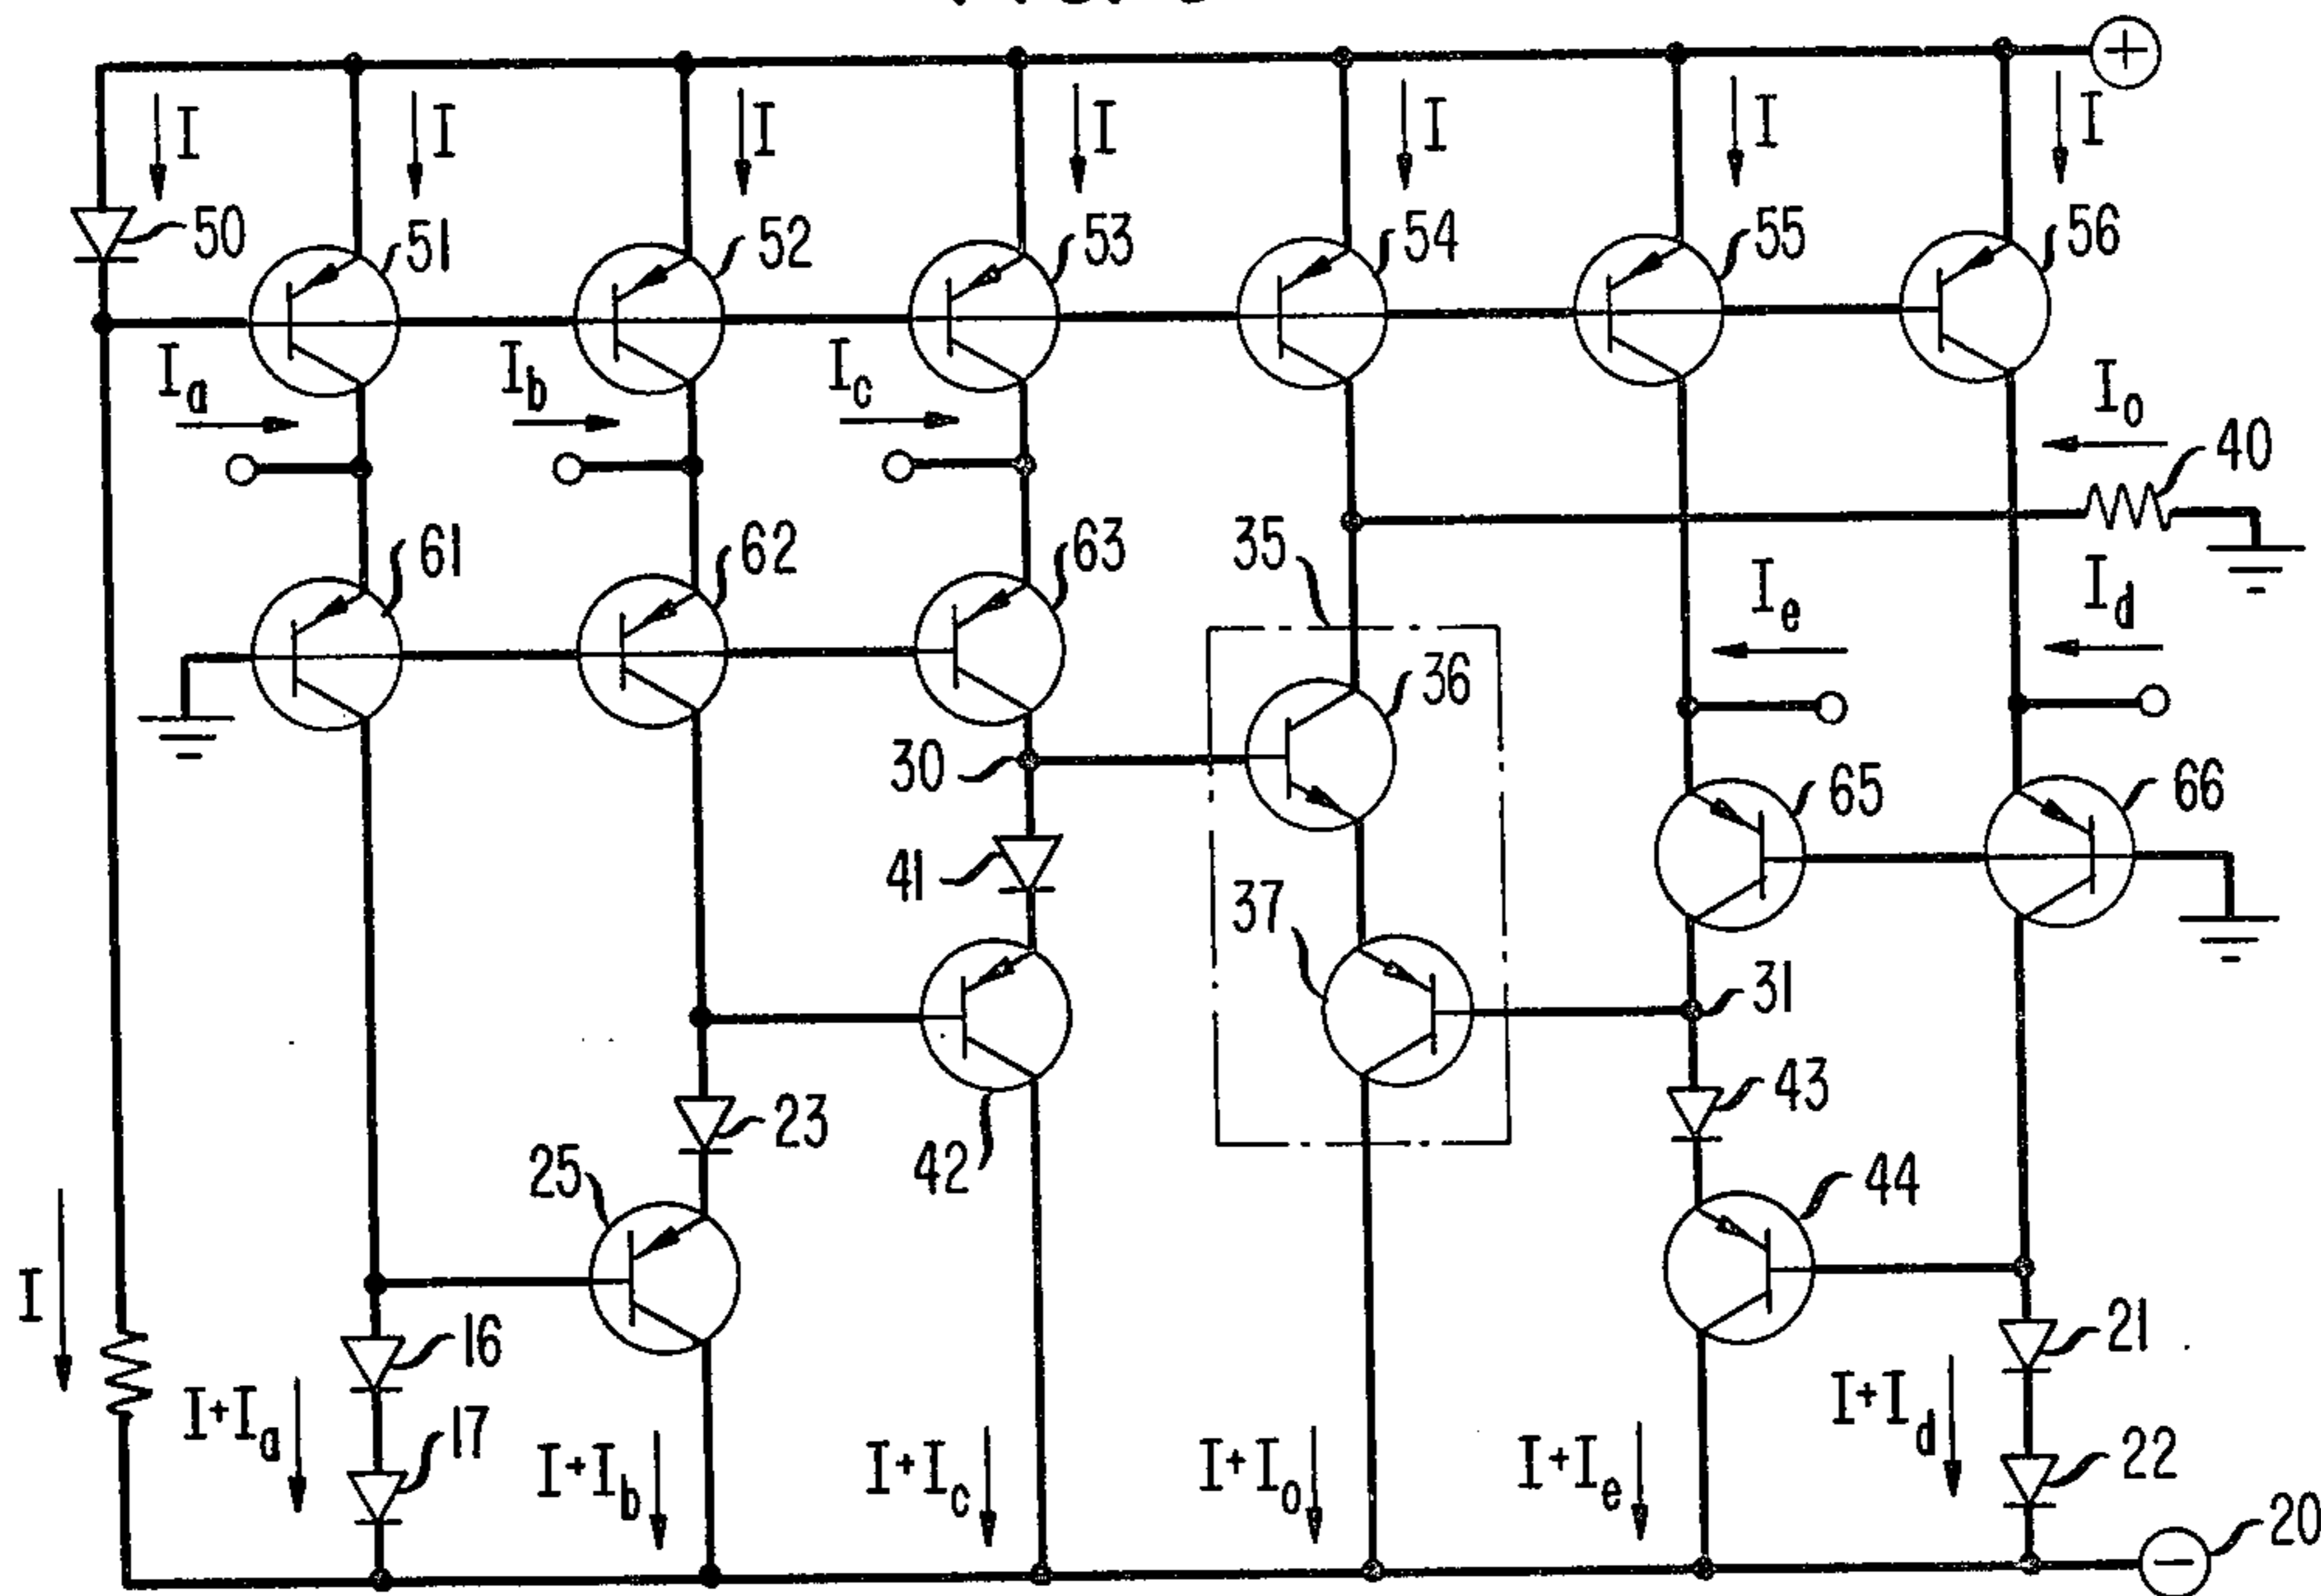 +
I I I I I I I
50 51 52 53 54 55 56
Ia Ib Ic Io
40
61 62 63 35 Ie Id
36
30 65 66
41 37
31
43
23
25 42 44
I 16 21
I+Ia 17 I+Ib I+Ic I+Io I+Ie I+Id 22
20
−